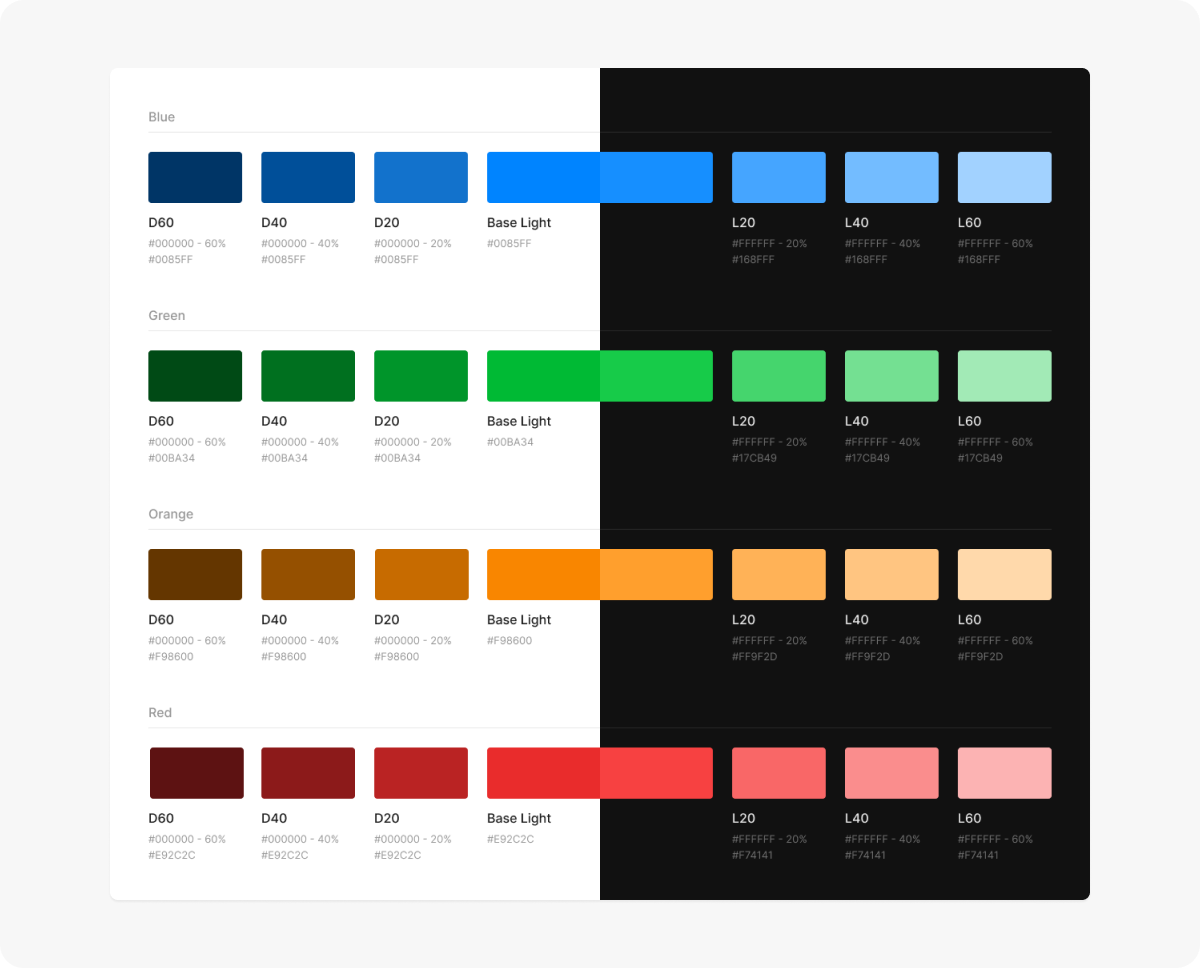 Blue
D60
#000000 - 60%
#0085FF
D40
#000000 - 40%
#0085FF
D20
#000000 - 20%
#0085FF
Base Light
#0085FF
L20
#FFFFFF - 20%
#168FFF
L40
#FFFFFF - 40%
#168FFF
L60
#FFFFFF - 60%
#168FFF
Green
D60
#000000 - 60%
#00BA34
D40
#000000 - 40%
#00BA34
D20
#000000 - 20%
#00BA34
Base Light
#00BA34
L20
#FFFFFF - 20%
#17CB49
L40
#FFFFFF - 40%
#17CB49
L60
#FFFFFF - 60%
#17CB49
Orange
D60
#000000 - 60%
#F98600
D40
#000000 - 40%
#F98600
D20
#000000 - 20%
#F98600
Base Light
#F98600
L20
#FFFFFF - 20%
#FF9F2D
L40
#FFFFFF - 40%
#FF9F2D
L60
#FFFFFF - 60%
#FF9F2D
Red
D60
#000000 - 60%
#E92C2C
D40
#000000 - 40%
#E92C2C
D20
#000000 - 20%
#E92C2C
Base Light
#E92C2C
L20
#FFFFFF - 20%
#F74141
L40
#FFFFFF - 40%
#F74141
L60
#FFFFFF - 60%
#F74141